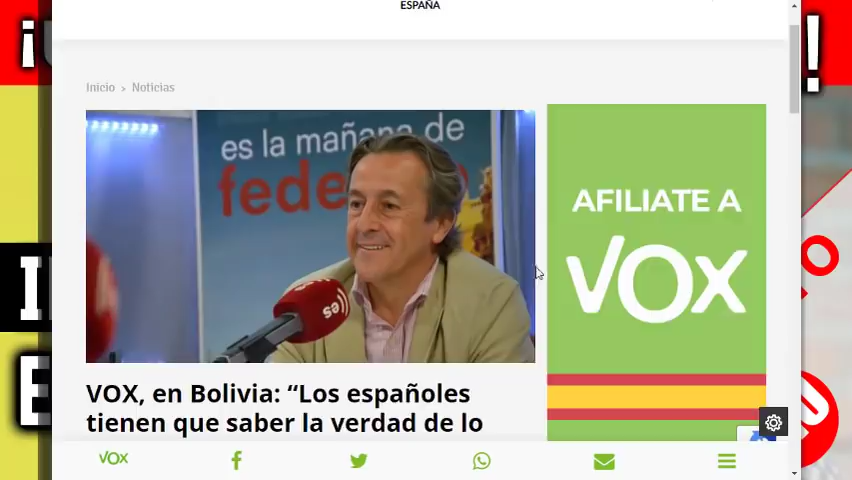 ESPAÑA
Inicio › Noticias
es la mañana de
fede
es
AFILIATE A
VOX
VOX, en Bolivia: “Los españoles
tienen que saber la verdad de lo
VOX